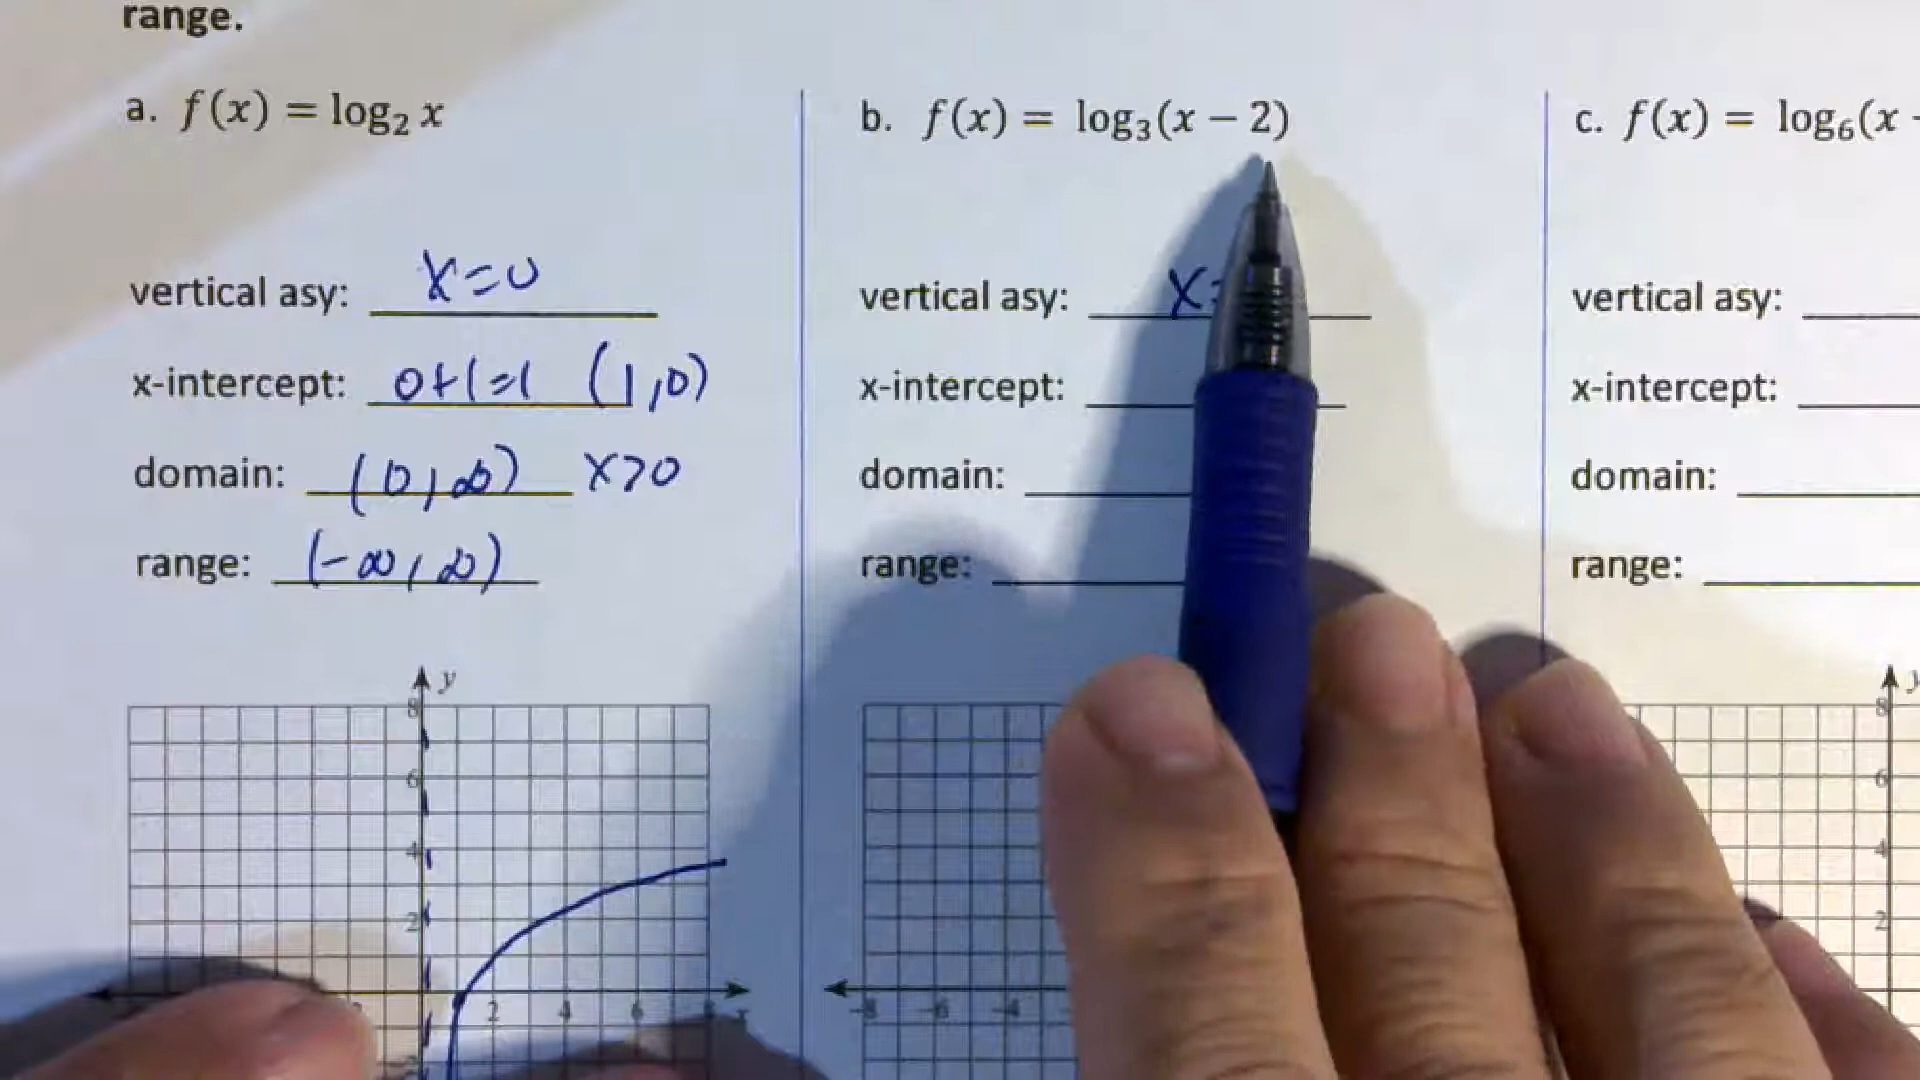 range.
a. f(x) = log₂ x
vertical asy: x=0
x-intercept: 0+1=1 (1,0)
domain: (0,∞) x>0
range: (-∞,∞)
y
8
6
4
2
2 4 6 8 x
b. f(x) = log₃(x − 2)
vertical asy: x=
x-intercept:
domain:
range:
-8 -6 -4
c. f(x) = log₆(x
vertical asy:
x-intercept:
domain:
range:
y
8
6
4
2